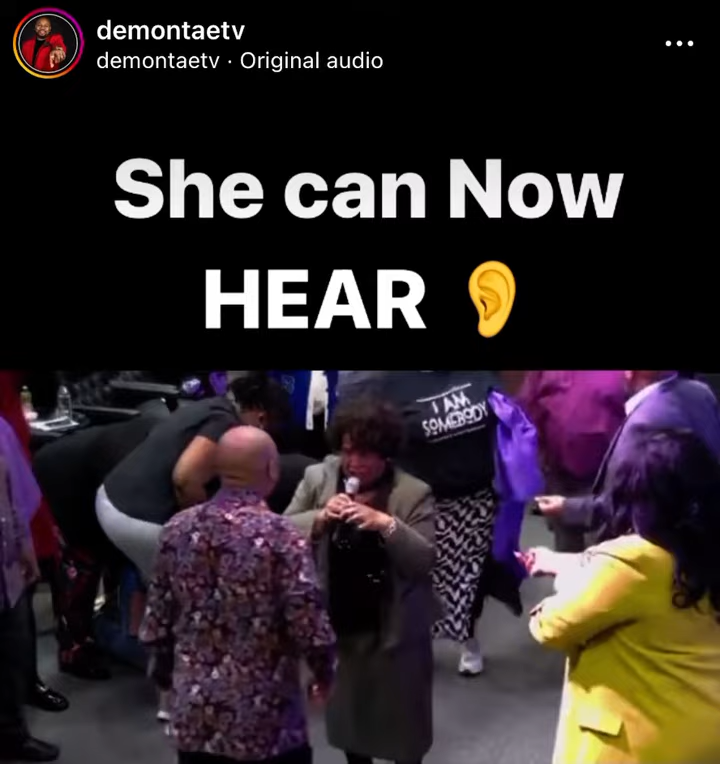 demontaetv
demontaetv · Original audio
She can Now
HEAR 👂
I AM
SOMEBODY